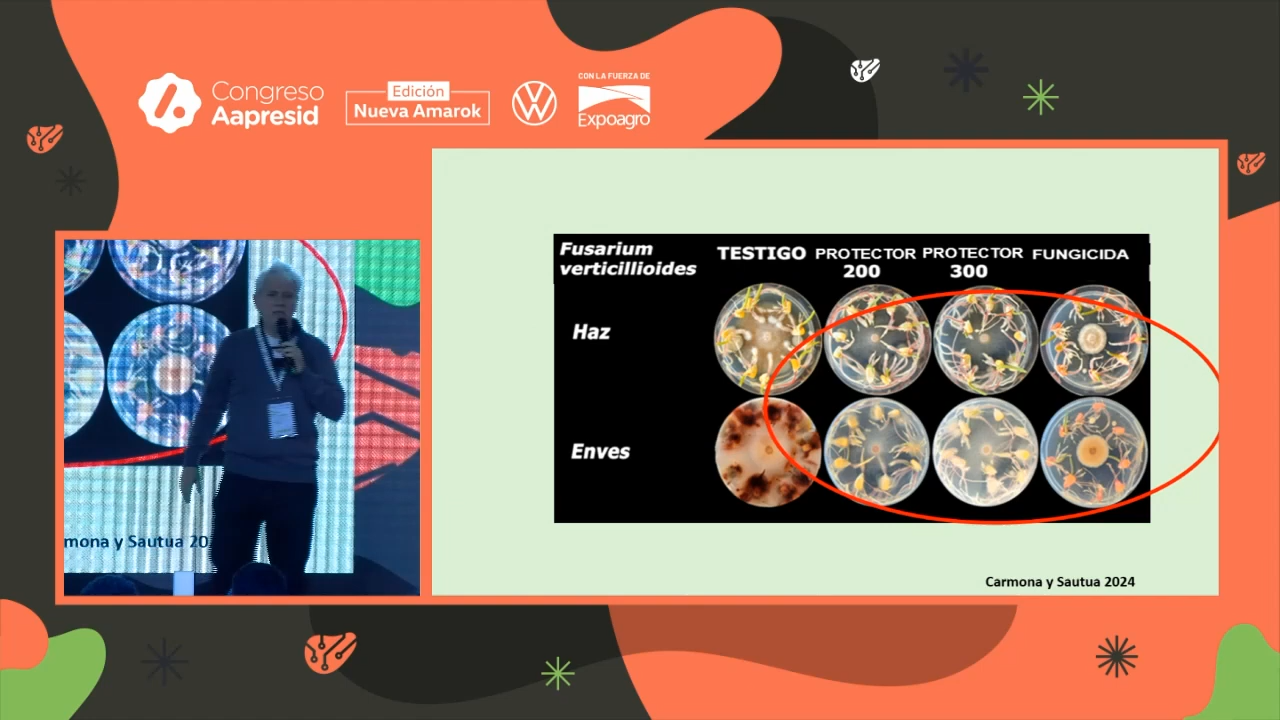 Congreso
Aapresid
Edición
Nueva Amarok
CON LA FUERZA DE
Expoagro
Fusarium
verticillioides
TESTIGO
PROTECTOR
200
PROTECTOR
300
FUNGICIDA
Haz
Enves
Carmona y Sautua 2024
mona y Sautua 20